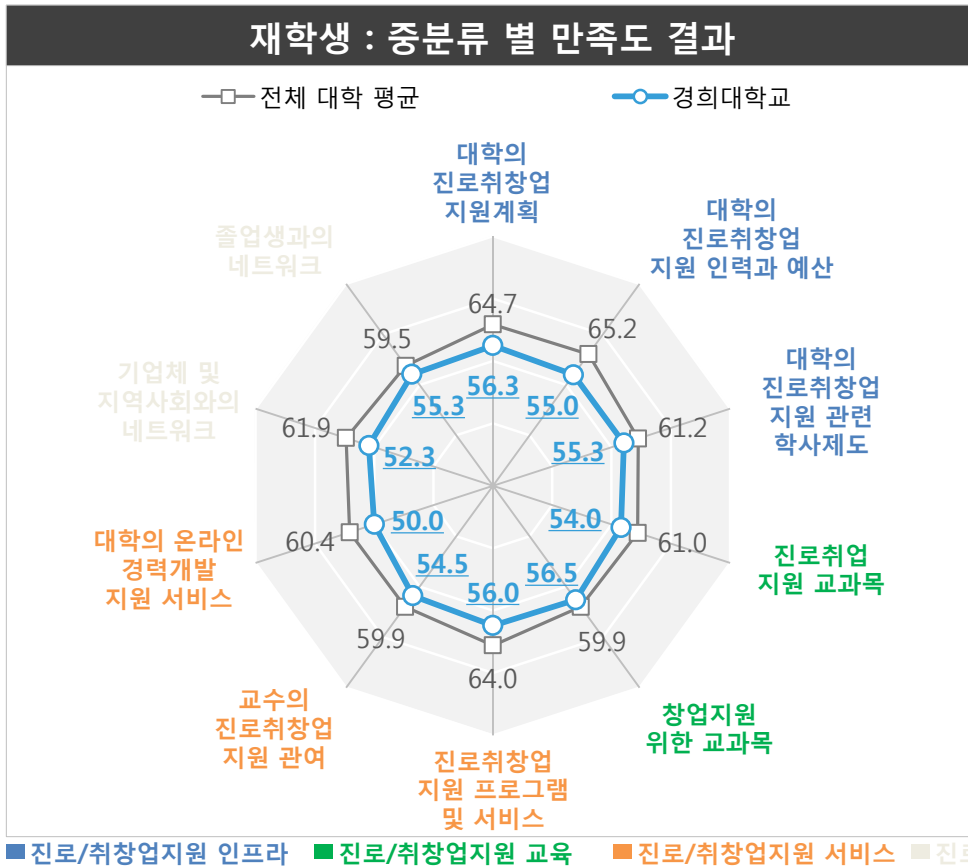 재학생 : 중분류 별 만족도 결과
전체 대학 평균
경희대학교
대학의
진로취창업
지원계획
대학의
진로취창업
지원 인력과 예산
대학의
진로취창업
지원 관련
학사제도
진로취업
지원 교과목
창업지원
위한 교과목
진로취창업
지원 프로그램
및 서비스
교수의
진로취창업
지원 관여
대학의 온라인
경력개발
지원 서비스
기업체 및
지역사회와의
네트워크
졸업생과의
네트워크
64.7
65.2
61.2
61.0
59.9
64.0
59.9
60.4
61.9
59.5
56.3
55.0
55.3
54.0
56.5
56.0
54.5
50.0
52.3
55.3
진로/취창업지원 인프라
진로/취창업지원 교육
진로/취창업지원 서비스